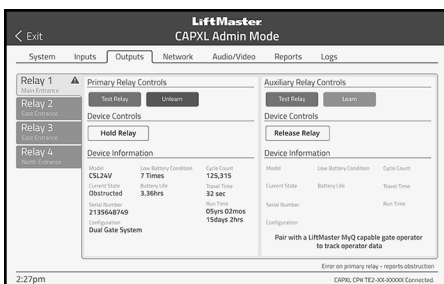 LiftMaster
Exit
CAPXL Admin Mode
System Inputs Outputs Network Audio/Video Reports Logs
Relay 1
Main Entrance
Relay 2
East Entrance
Relay 3
East Entrance
Relay 4
North Entrance
Primary Relay Controls
Test Relay Unlearn
Device Controls
Hold Relay
Device Information
Model Low Battery Condition Cycle Count
CSL24V 7 Times 125,315
Current State Battery Life Travel Time
Obstructed 3.36hrs 32 sec
Serial Number Run Time
2135648749 05yrs 02mos
15days 2hrs
Configuration
Dual Gate System
Auxiliary Relay Controls
Test Relay Learn
Device Controls
Release Relay
Device Information
Model Low Battery Condition Cycle Count
Current State Battery Life Travel Time
Serial Number Run Time
Configuration
Pair with a LiftMaster MyQ capable gate operator
to track operator data
Error on primary relay - reports obstruction
2:27pm
CAPXL CP# TE2-XX-XXXXX Connected.